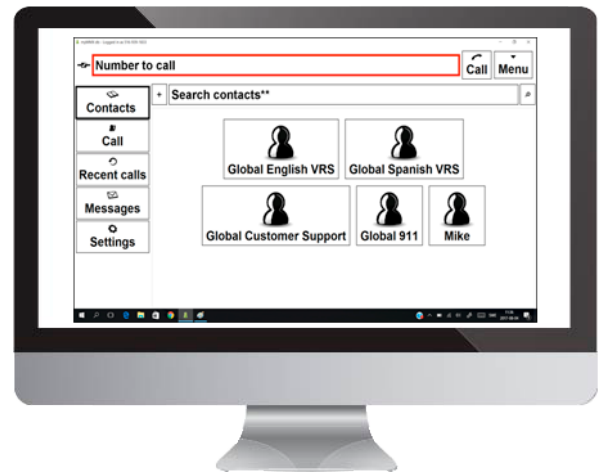 Number to call
Call
Menu
Contacts
+ Search contacts**
Call
Recent calls
Messages
Settings
Global English VRS
Global Spanish VRS
Global Customer Support
Global 911
Mike